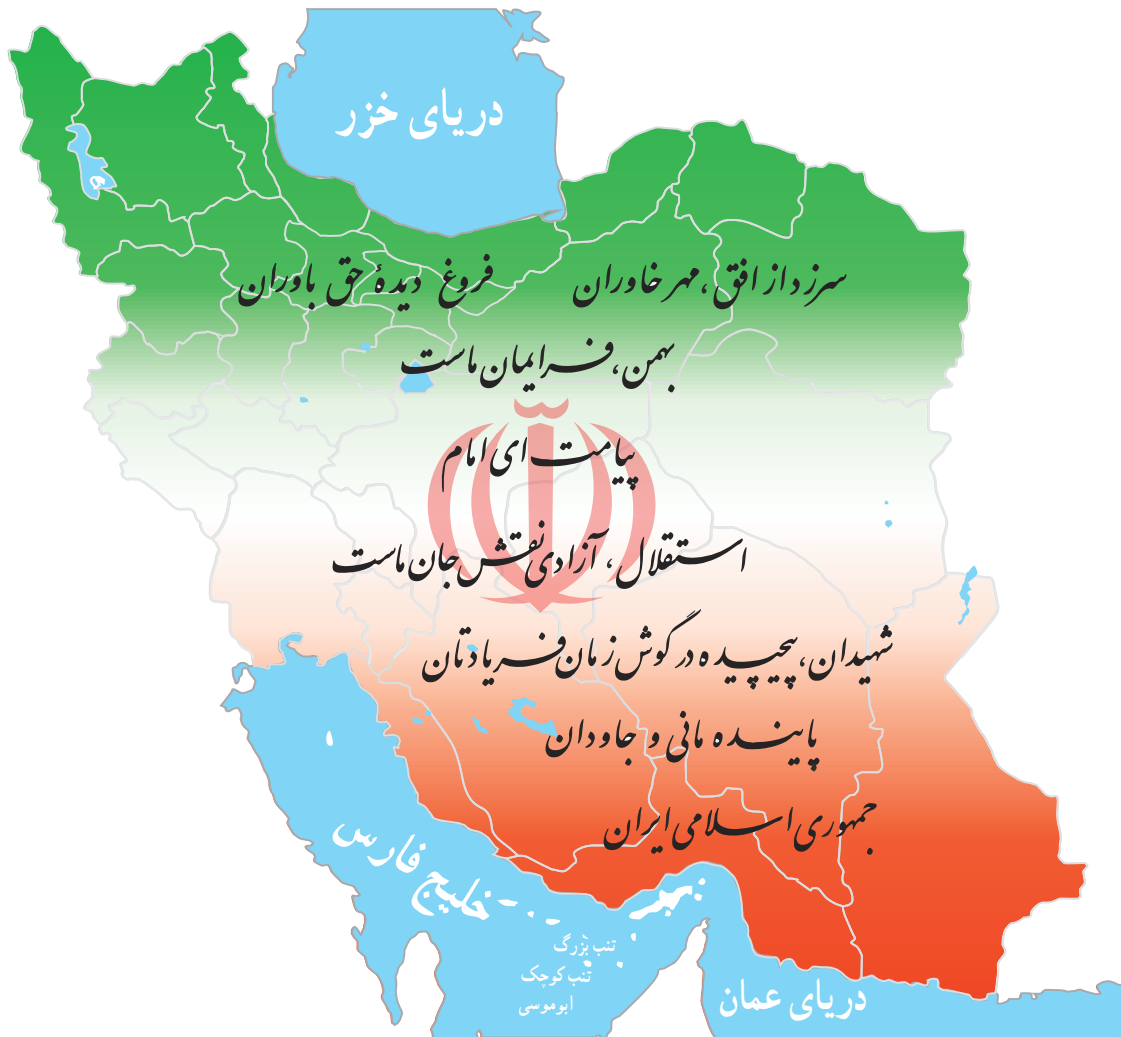 دریای خزر
سرزد از افق، مهر خاوران فروغ دیدهٔ حق باوران
بهمن، فر ایمان ماست
پیامت ای امام
استقلال، آزادی نقش جان ماست
شهیدان، پیچیده در گوش زمان فریادتان
پاینده مانی و جاودان
جمهوری اسلامی ایران
خلیج فارس
تنب بزرگ
تنب کوچک
ابوموسی
دریای عمان